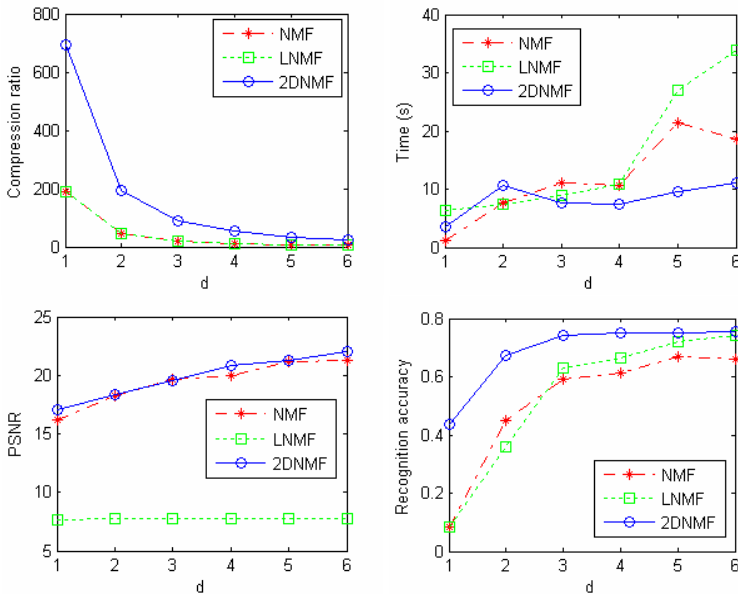 800
600
400
200
0
Compression ratio
NMF
LNMF
2DNMF
1 2 3 4 5 6
d
40
30
20
10
0
Time (s)
NMF
LNMF
2DNMF
1 2 3 4 5 6
d
25
20
15
10
5
PSNR
NMF
LNMF
2DNMF
1 2 3 4 5 6
d
0.8
0.6
0.4
0.2
0
Recognition accuracy
NMF
LNMF
2DNMF
1 2 3 4 5 6
d